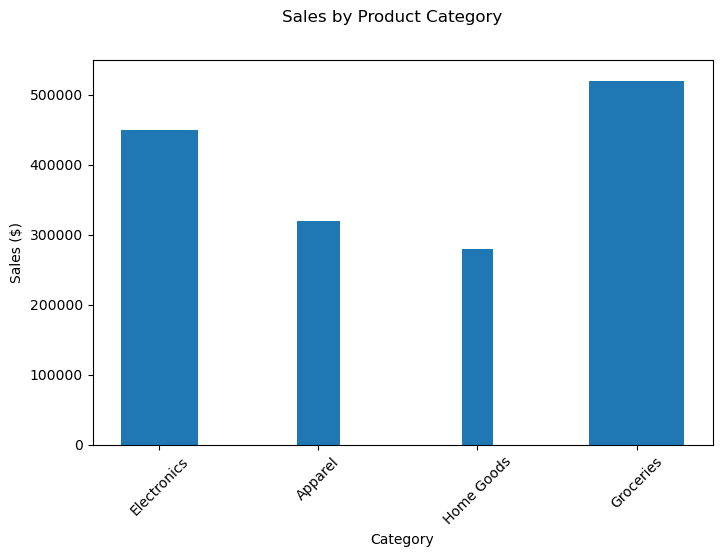 Sales by Product Category
Sales ($)
500000
400000
300000
200000
100000
0
Electronics
Apparel
Home Goods
Groceries
Category